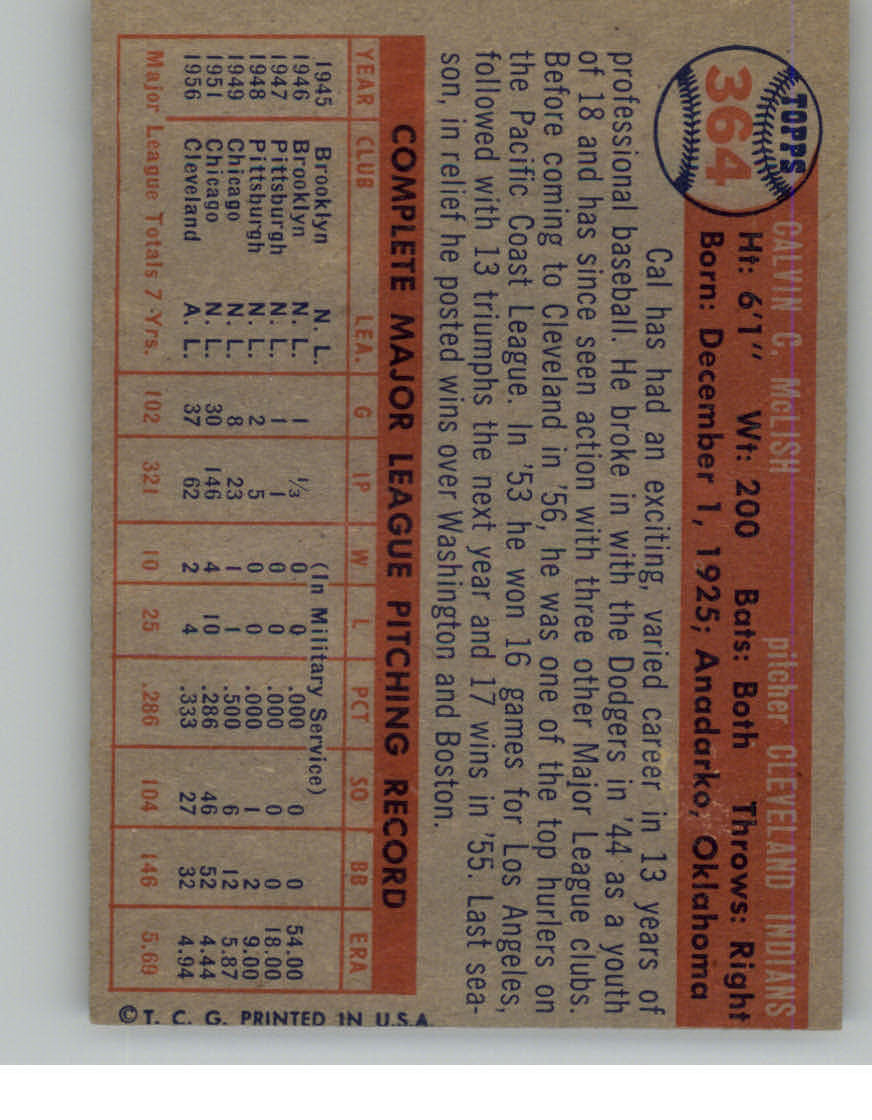 TOPPS
364
CALVIN C. McLISH pitcher CLEVELAND INDIANS
Ht: 6'1" Wt: 200 Bats: Both Throws: Right
Born: December 1, 1925; Anadarko, Oklahoma
Cal has had an exciting, varied career in 13 years of
professional baseball. He broke in with the Dodgers in '44 as a youth
of 18 and has since seen action with three other Major League clubs.
Before coming to Cleveland in '56, he was one of the top hurlers on
the Pacific Coast League. In '53 he won 16 games for Los Angeles,
followed with 13 triumphs the next year and 17 wins in '55. Last sea-
son, in relief he posted wins over Washington and Boston.
COMPLETE MAJOR LEAGUE PITCHING RECORD
YEAR CLUB LEA. G IP W L PCT SO BB ERA
1945 Brooklyn N. L. (In Military Service)
1946 Brooklyn N. L. 1 1/3 0 0 .000 0 0 54.00
1947 Pittsburgh N. L. 1 1 0 0 .000 0 0 18.00
1948 Pittsburgh N. L. 2 5 0 0 .000 1 2 9.00
1949 Chicago N. L. 8 23 1 1 .500 6 12 5.87
1951 Chicago N. L. 30 146 4 10 .286 46 52 4.44
1956 Cleveland A. L. 37 62 2 4 .333 27 32 4.94
Major League Totals 7-Yrs. 102 321 10 25 .286 104 146 5.69
© T. C. G. PRINTED IN U.S.A